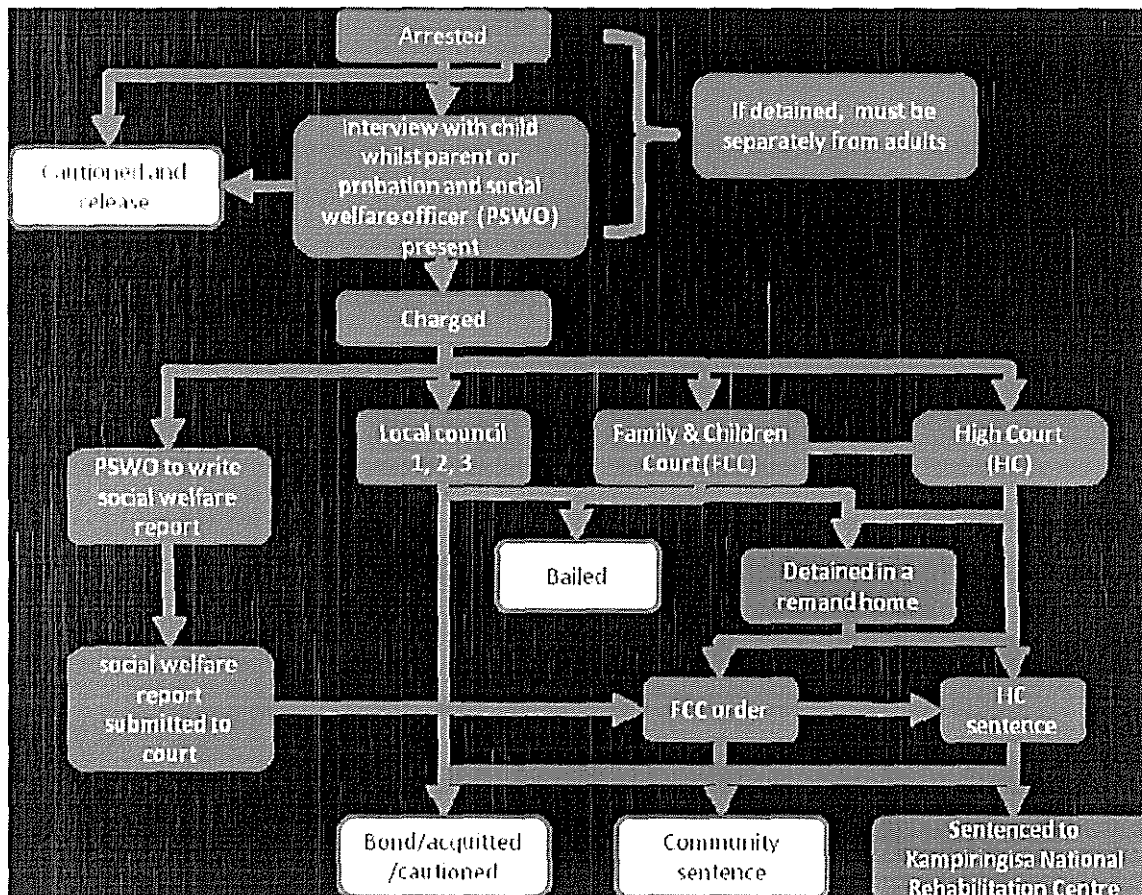 Arrested
If detained, must be
separately from adults
Interview with child
whilst parent or
probation and social
welfare officer (PSWO)
present
Cautioned and
release
Charged
PSWO to write
social welfare
report
Local council
1, 2, 3
Family & Children
Court (FCC)
High Court
(HC)
Bailed
Detained in a
remand home
social welfare
report
submitted to
court
FCC order
HC
sentence
Bond/acquitted
/cautioned
Community
sentence
Sentenced to
Kampiringisa National
Rehabilitation Centre